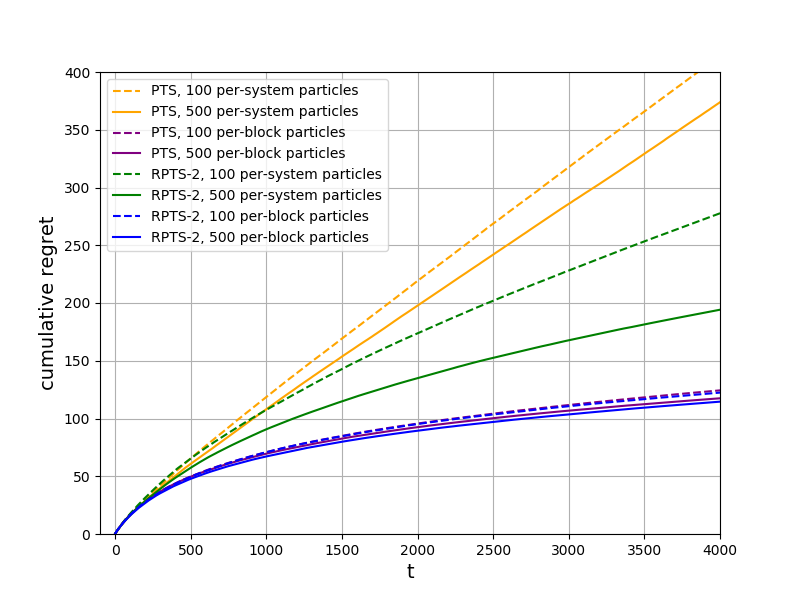 400
350
300
250
200
150
100
50
0
cumulative regret
PTS, 100 per-system particles
PTS, 500 per-system particles
PTS, 100 per-block particles
PTS, 500 per-block particles
RPTS-2, 100 per-system particles
RPTS-2, 500 per-system particles
RPTS-2, 100 per-block particles
RPTS-2, 500 per-block particles
0 500 1000 1500 2000 2500 3000 3500 4000
t